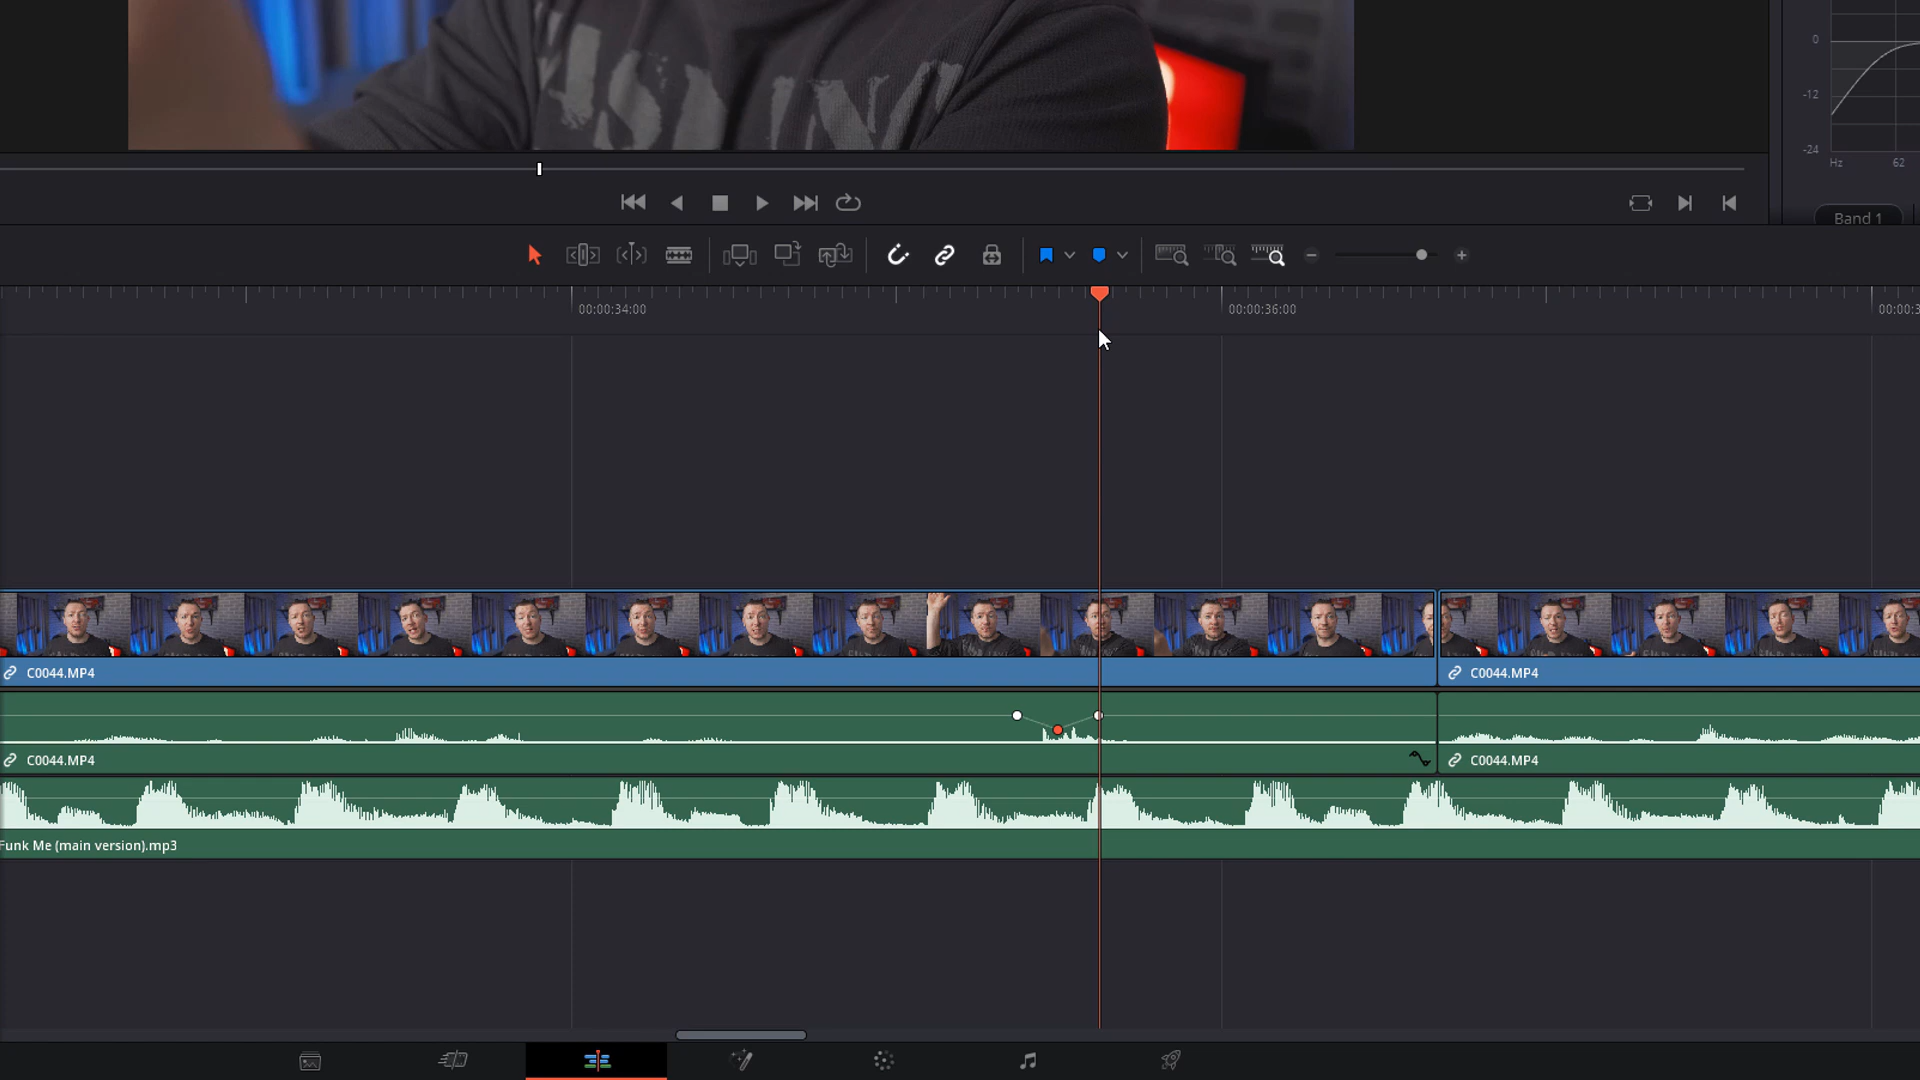 0
-12
-24
Hz 62
Band 1
00:00:34:00 00:00:36:00 00:00:3
C0044.MP4 C0044.MP4
C0044.MP4 C0044.MP4
Funk Me (main version).mp3